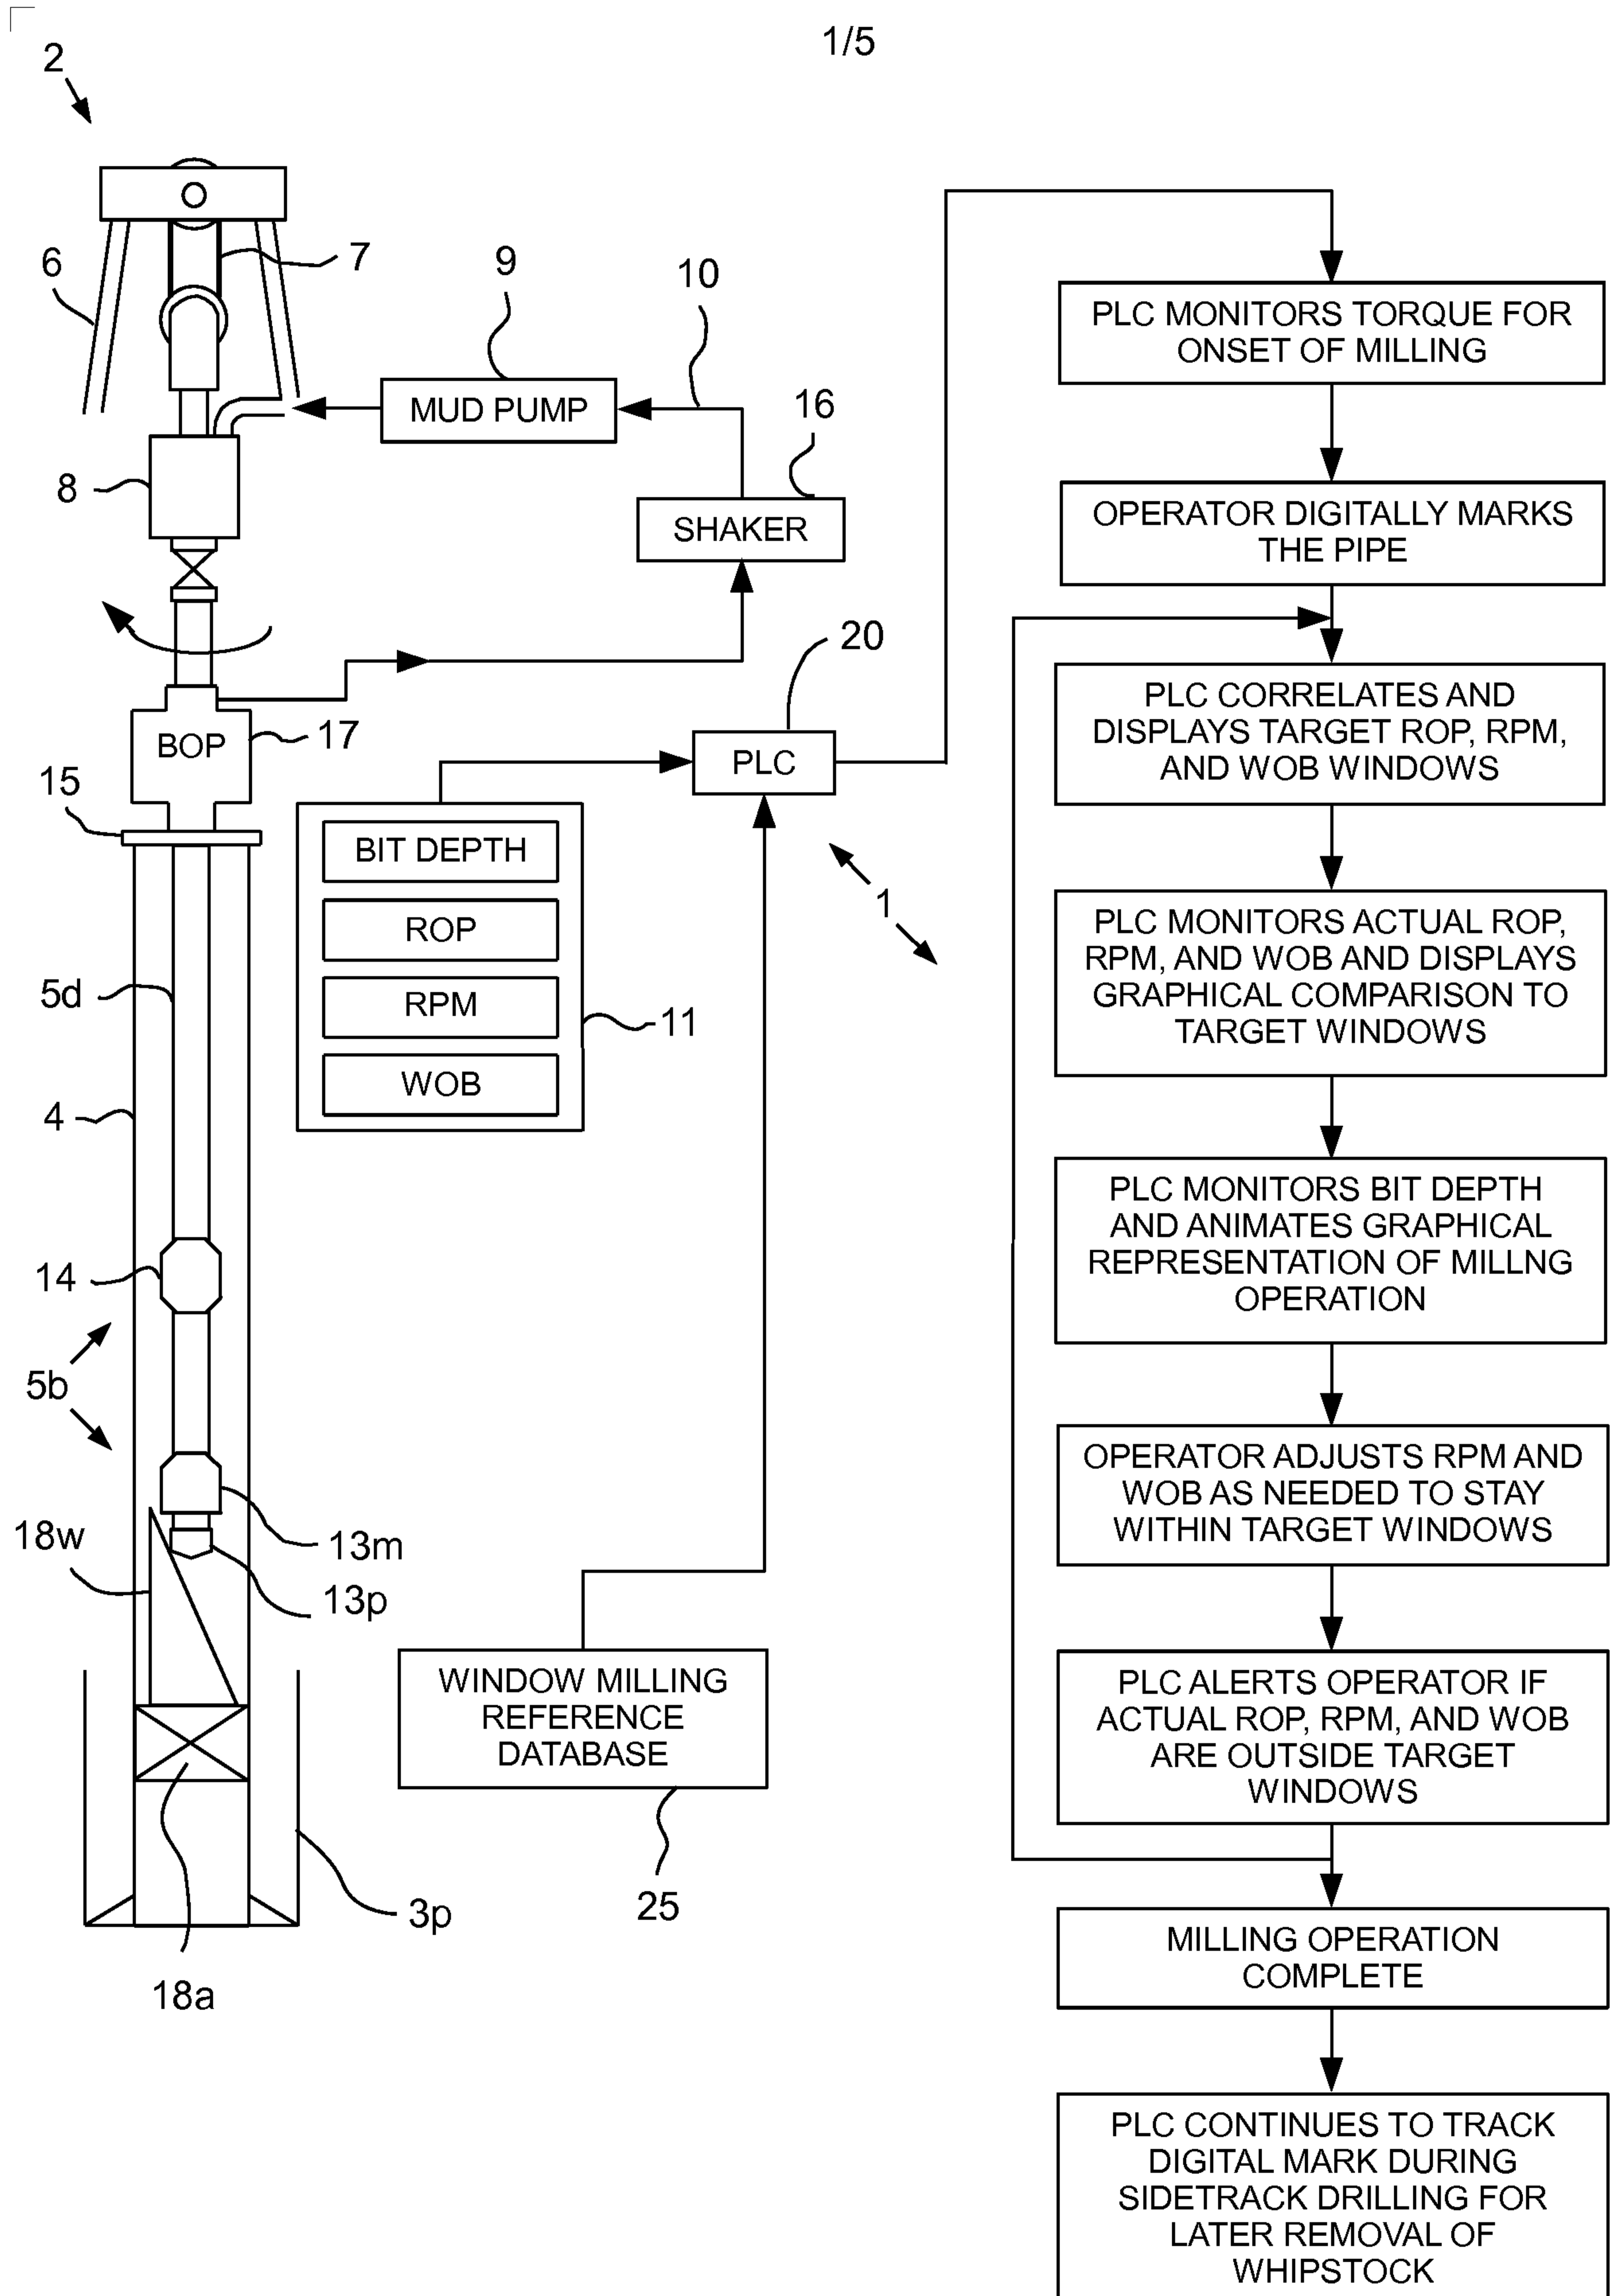 1/5
2
6
7
9
10
16
MUD PUMP
8
SHAKER
20
BOP
17
PLC
15
BIT DEPTH
ROP
RPM
WOB
11
1
5d
4
14
5b
18w
13m
13p
WINDOW MILLING
REFERENCE
DATABASE
25
3p
18a
PLC MONITORS TORQUE FOR
ONSET OF MILLING
OPERATOR DIGITALLY MARKS
THE PIPE
PLC CORRELATES AND
DISPLAYS TARGET ROP, RPM,
AND WOB WINDOWS
PLC MONITORS ACTUAL ROP,
RPM, AND WOB AND DISPLAYS
GRAPHICAL COMPARISON TO
TARGET WINDOWS
PLC MONITORS BIT DEPTH
AND ANIMATES GRAPHICAL
REPRESENTATION OF MILLNG
OPERATION
OPERATOR ADJUSTS RPM AND
WOB AS NEEDED TO STAY
WITHIN TARGET WINDOWS
PLC ALERTS OPERATOR IF
ACTUAL ROP, RPM, AND WOB
ARE OUTSIDE TARGET
WINDOWS
MILLING OPERATION
COMPLETE
PLC CONTINUES TO TRACK
DIGITAL MARK DURING
SIDETRACK DRILLING FOR
LATER REMOVAL OF
WHIPSTOCK